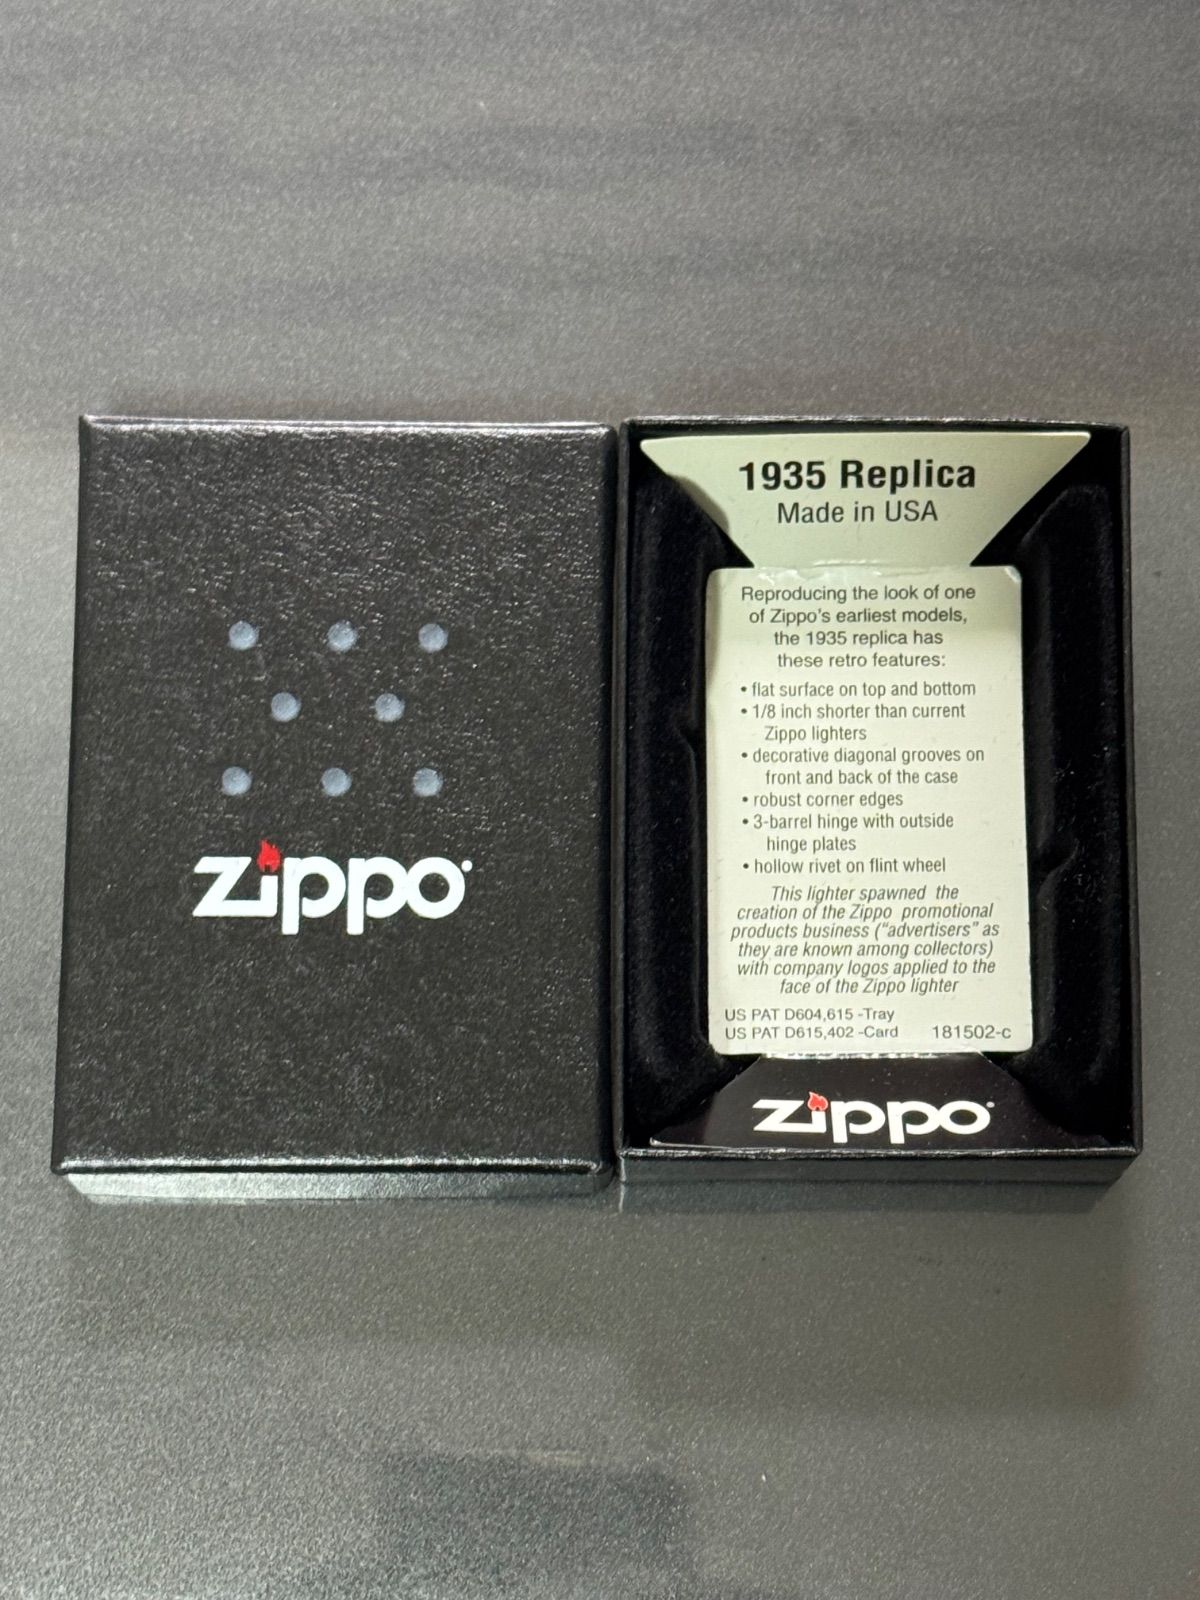 zippo
1935 Replica
Made in USA
Reproducing the look of one
of Zippo's earliest models,
the 1935 replica has
these retro features:
• flat surface on top and bottom
• 1/8 inch shorter than current
Zippo lighters
• decorative diagonal grooves on
front and back of the case
• robust corner edges
• 3-barrel hinge with outside
hinge plates
• hollow rivet on flint wheel
This lighter spawned the
creation of the Zippo promotional
products business ("advertisers" as
they are known among collectors)
with company logos applied to the
face of the Zippo lighter
US PAT D604,615 -Tray
US PAT D615,402 -Card 181502-c
zippo